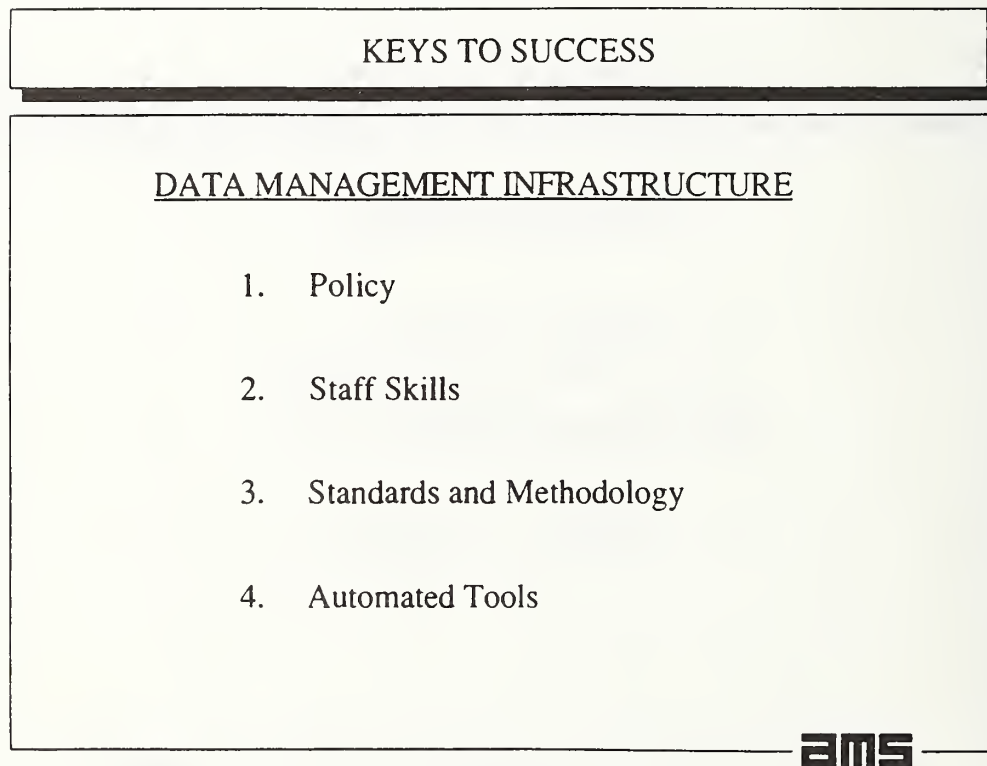 KEYS TO SUCCESS
DATA MANAGEMENT INFRASTRUCTURE
1. Policy
2. Staff Skills
3. Standards and Methodology
4. Automated Tools
ams